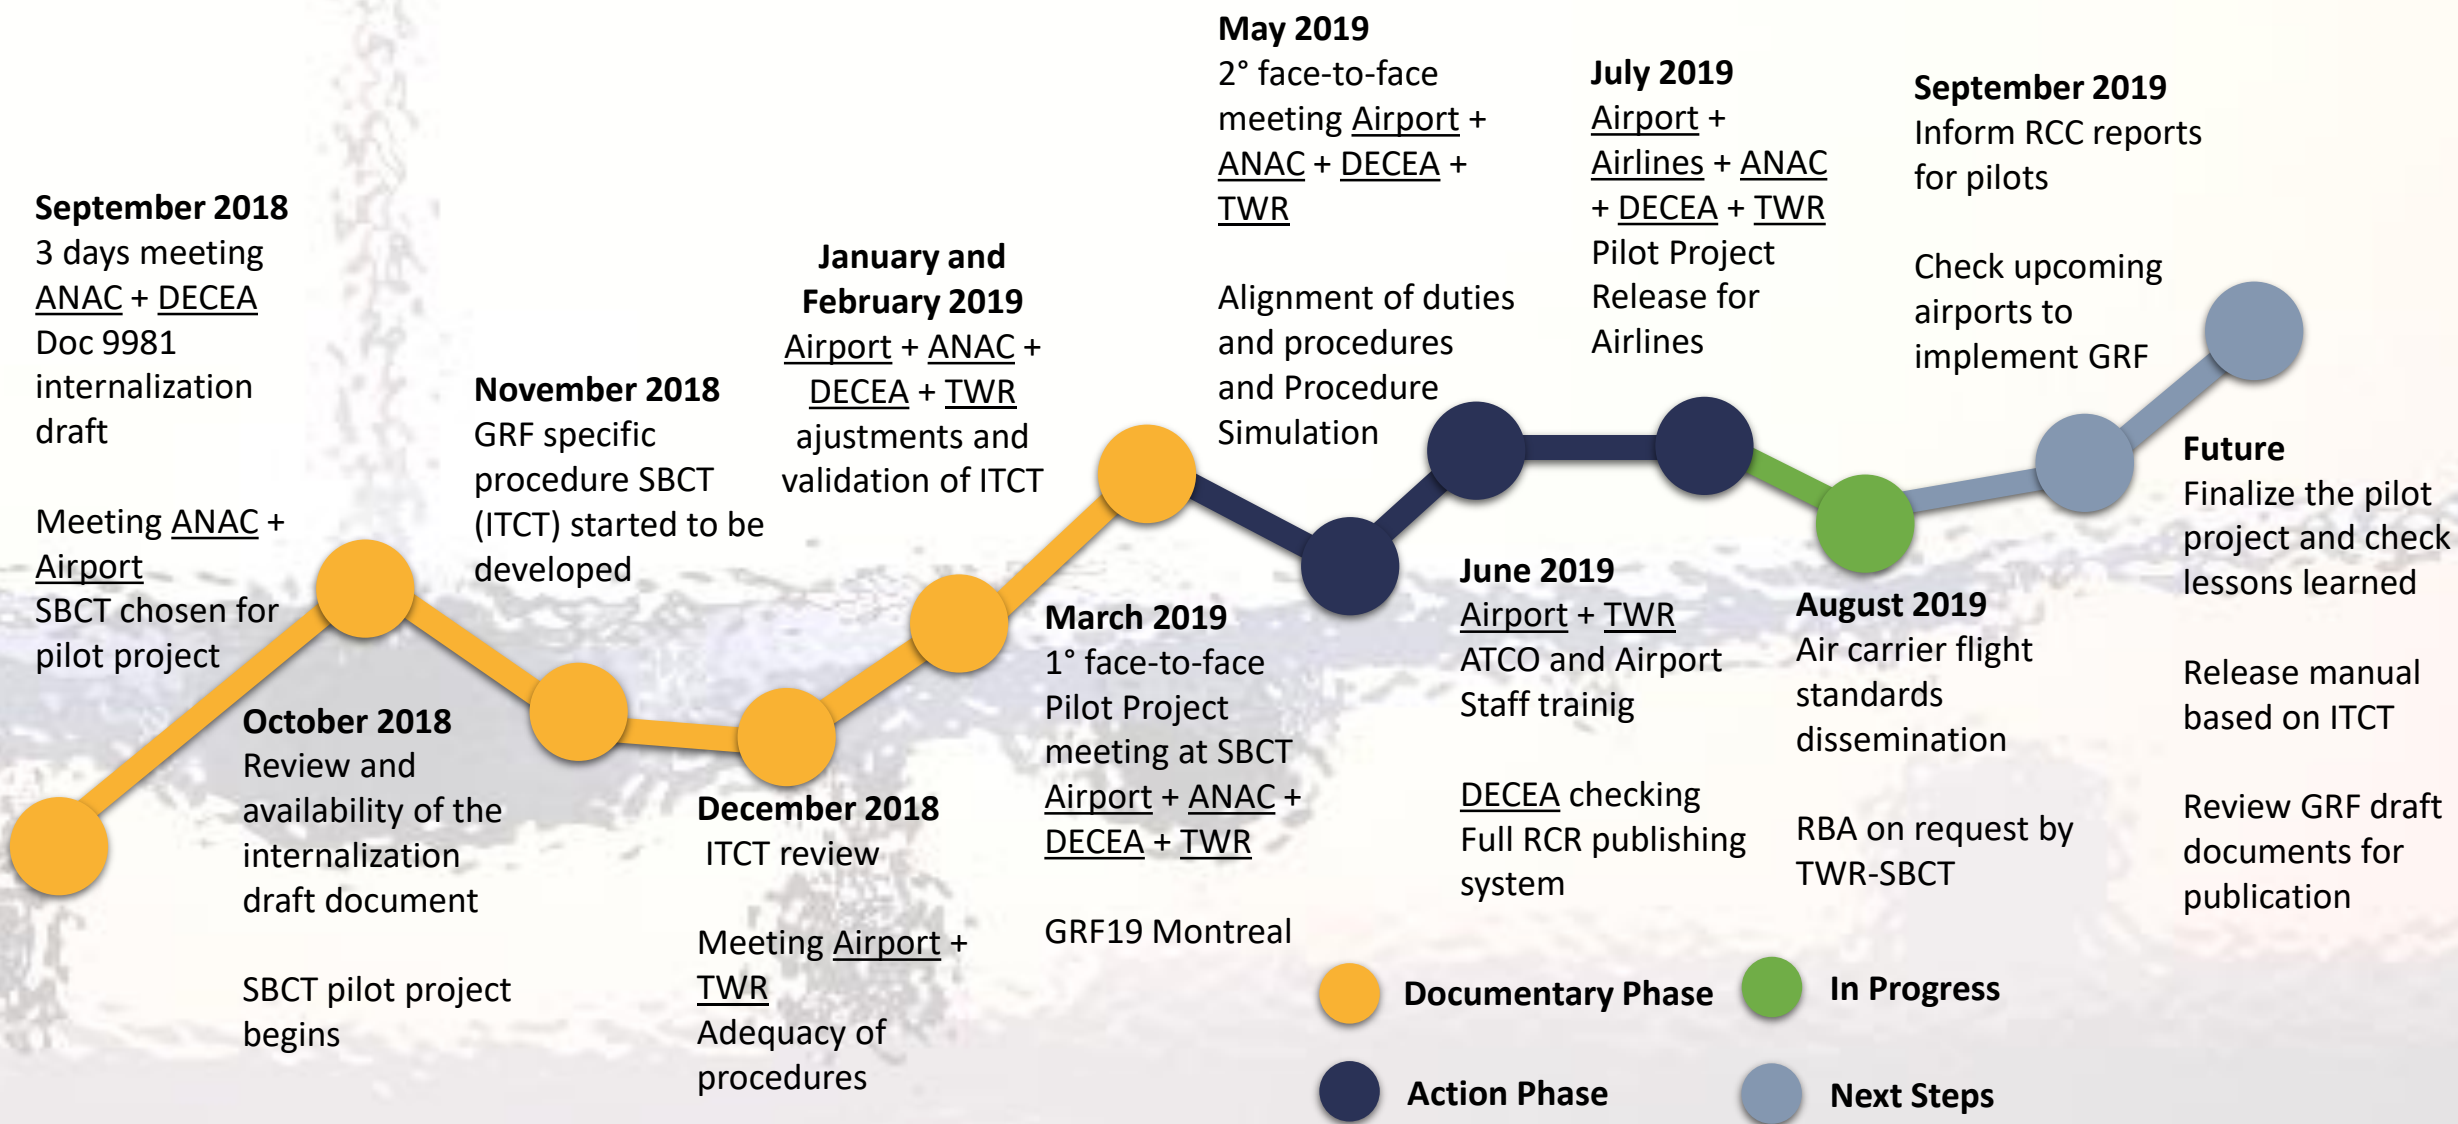 September 2018
3 days meeting
ANAC + DECEA
Doc 9981
internalization
draft
Meeting ANAC +
Airport
SBCT chosen for
pilot project
October 2018
Review and
availability of the
internalization
draft document
SBCT pilot project
begins
November 2018
GRF specific
procedure SBCT
(ITCT) started to be
developed
December 2018
ITCT review
Meeting Airport +
TWR
Adequacy of
procedures
January and
February 2019
Airport + ANAC +
DECEA + TWR
ajustments and
validation of ITCT
March 2019
1° face-to-face
Pilot Project
meeting at SBCT
Airport + ANAC +
DECEA + TWR
GRF19 Montreal
May 2019
2° face-to-face
meeting Airport +
ANAC + DECEA +
TWR
Alignment of duties
and procedures
and Procedure
Simulation
June 2019
Airport + TWR
ATCO and Airport
Staff trainig
DECEA checking
Full RCR publishing
system
July 2019
Airport +
Airlines + ANAC
+ DECEA + TWR
Pilot Project
Release for
Airlines
August 2019
Air carrier flight
standards
dissemination
RBA on request by
TWR-SBCT
September 2019
Inform RCC reports
for pilots
Check upcoming
airports to
implement GRF
Future
Finalize the pilot
project and check
lessons learned
Release manual
based on ITCT
Review GRF draft
documents for
publication
Documentary Phase
In Progress
Action Phase
Next Steps